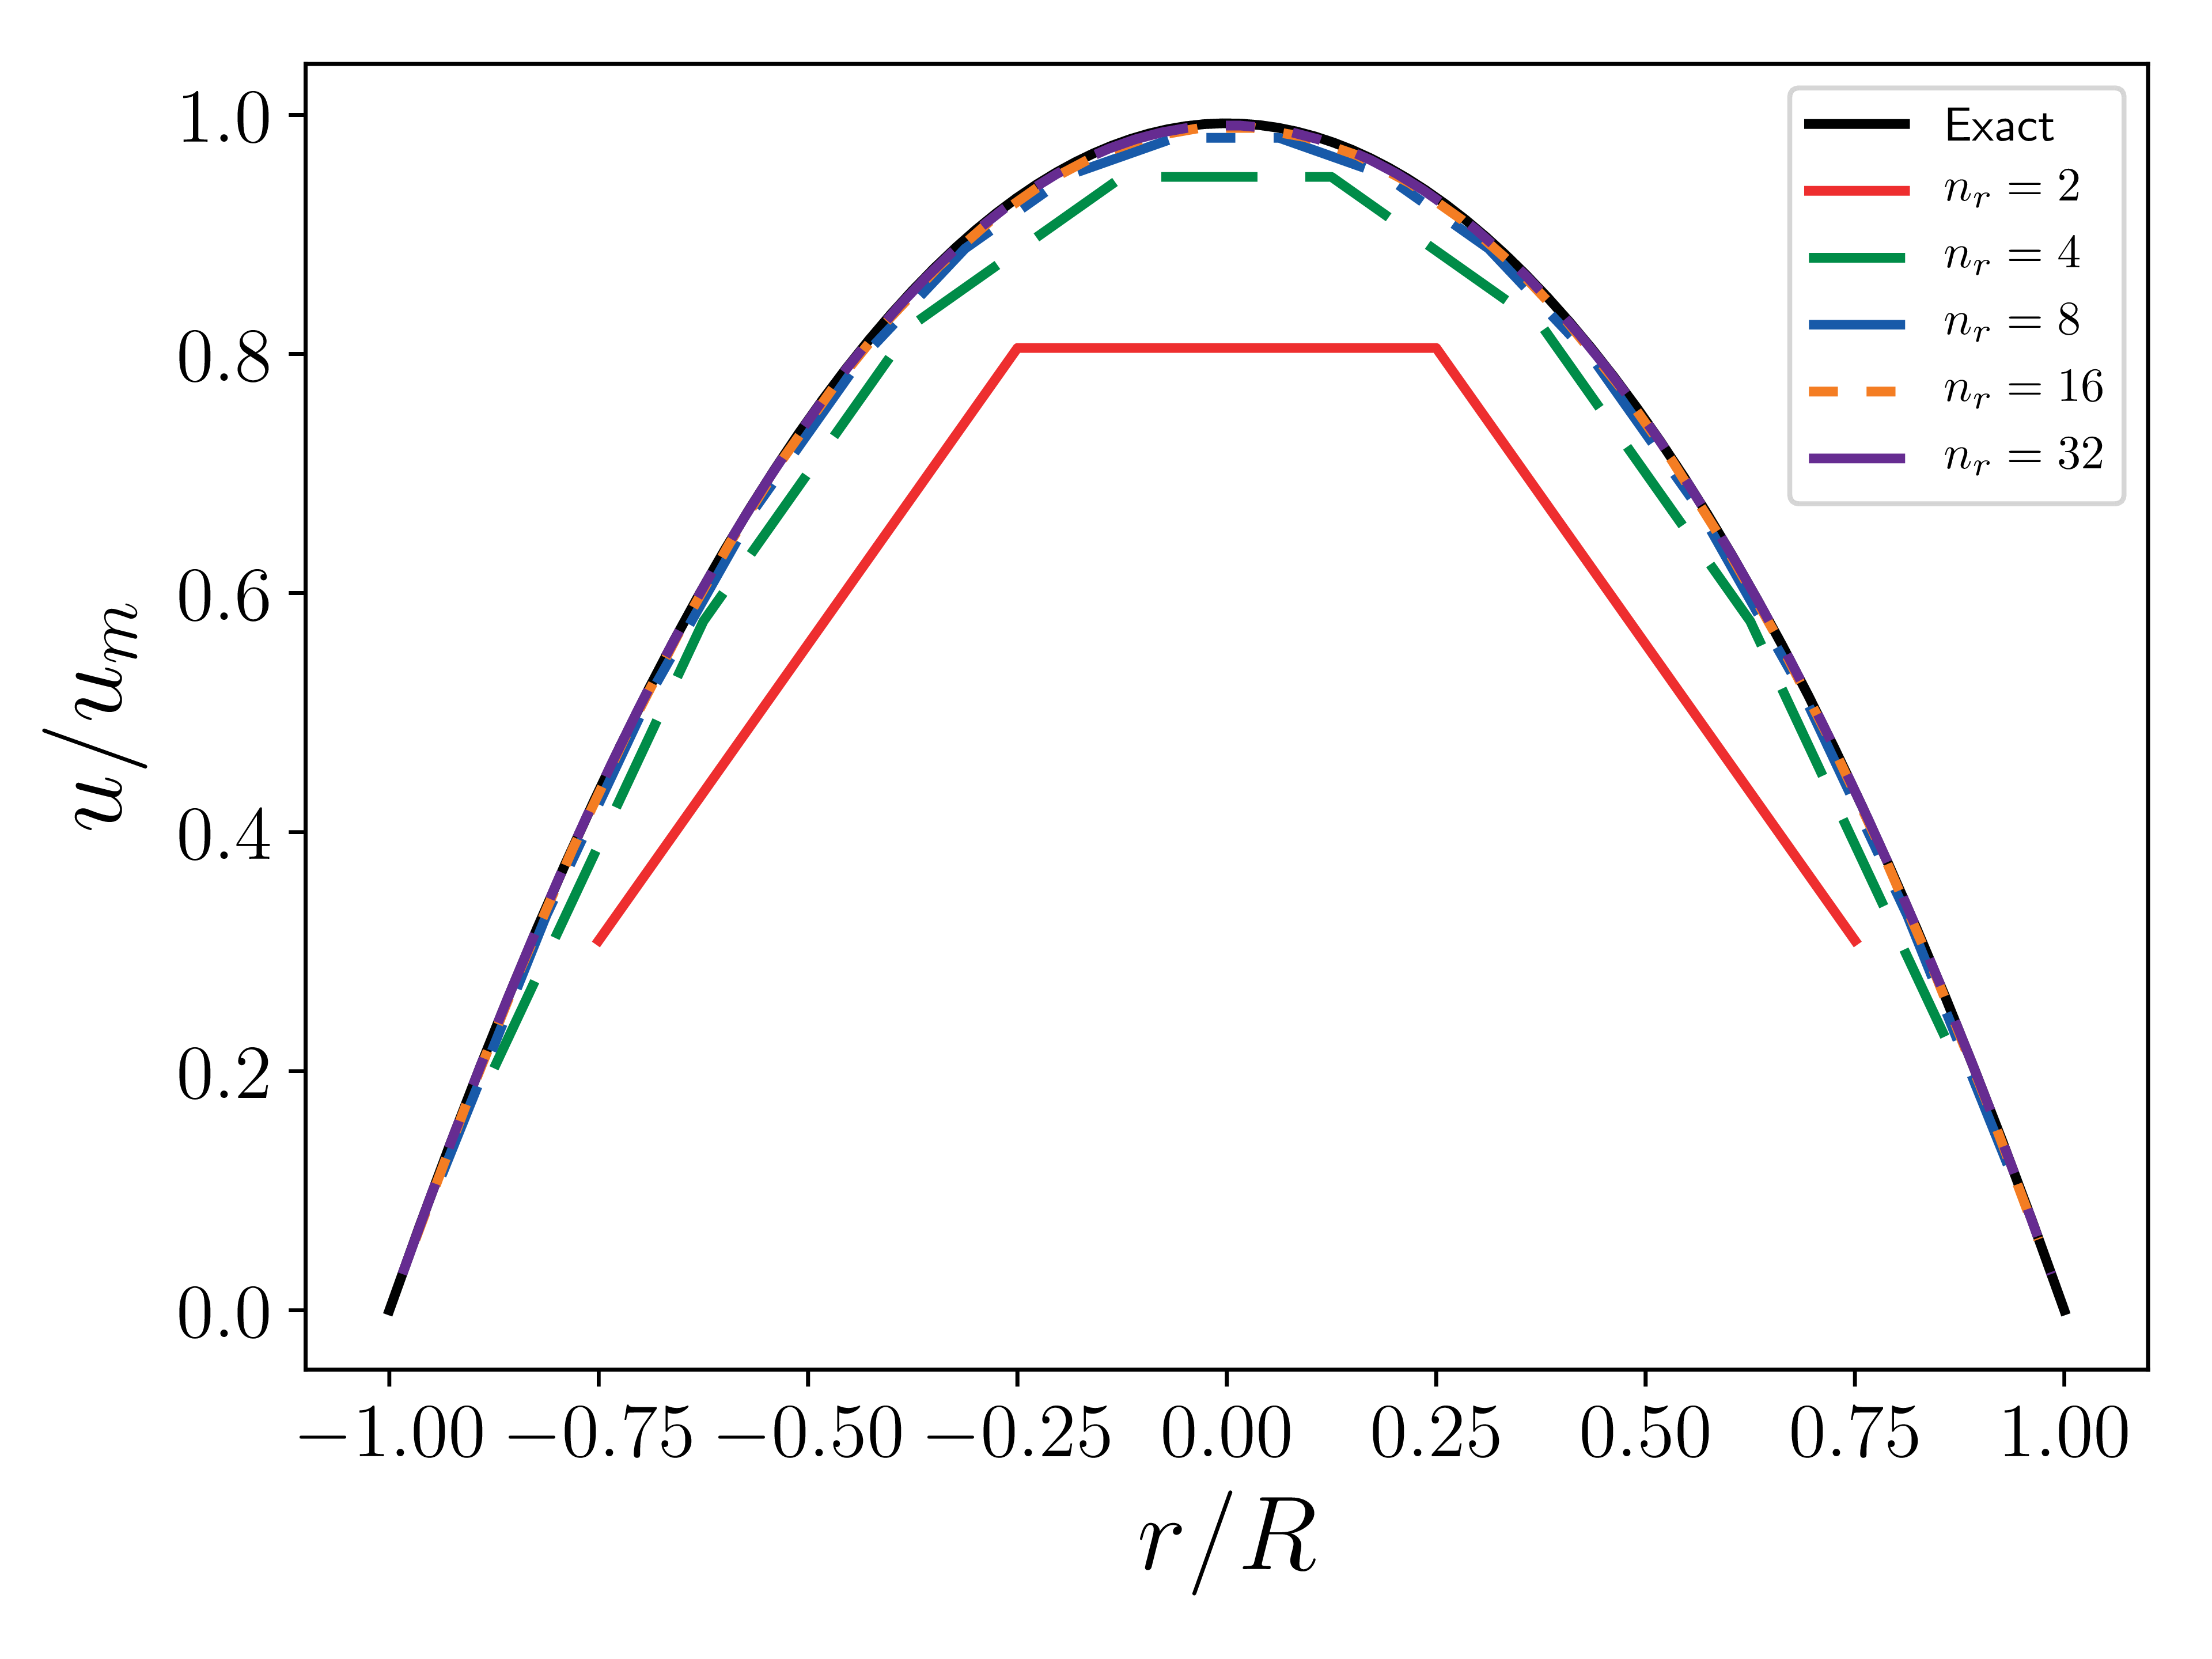 1.0
0.8
0.6
0.4
0.2
0.0
u/u_m
Exact
n_r = 2
n_r = 4
n_r = 8
n_r = 16
n_r = 32
−1.00 −0.75 −0.50 −0.25 0.00 0.25 0.50 0.75 1.00
r/R